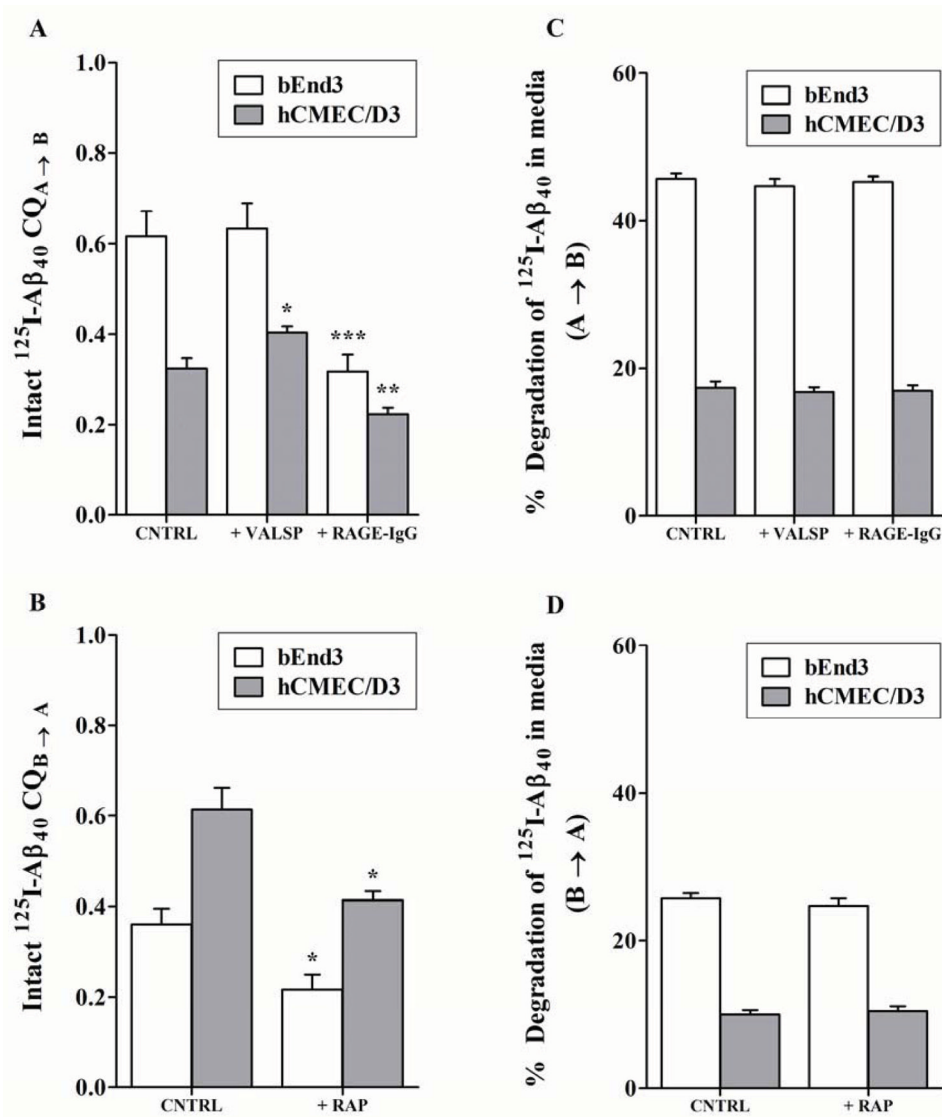 A
Intact ¹²⁵I-Aβ₄₀ CQ_A → B
1.0
0.8
0.6
0.4
0.2
0.0
bEnd3
hCMEC/D3
*
***
**
CNTRL + VALSP + RAGE-IgG
C
% Degradation of ¹²⁵I-Aβ₄₀ in media
(A → B)
60
40
20
0
bEnd3
hCMEC/D3
CNTRL + VALSP + RAGE-IgG
B
Intact ¹²⁵I-Aβ₄₀ CQ_B → A
1.0
0.8
0.6
0.4
0.2
0.0
bEnd3
hCMEC/D3
*
*
CNTRL + RAP
D
% Degradation of ¹²⁵I-Aβ₄₀ in media
(B → A)
60
40
20
0
bEnd3
hCMEC/D3
CNTRL + RAP